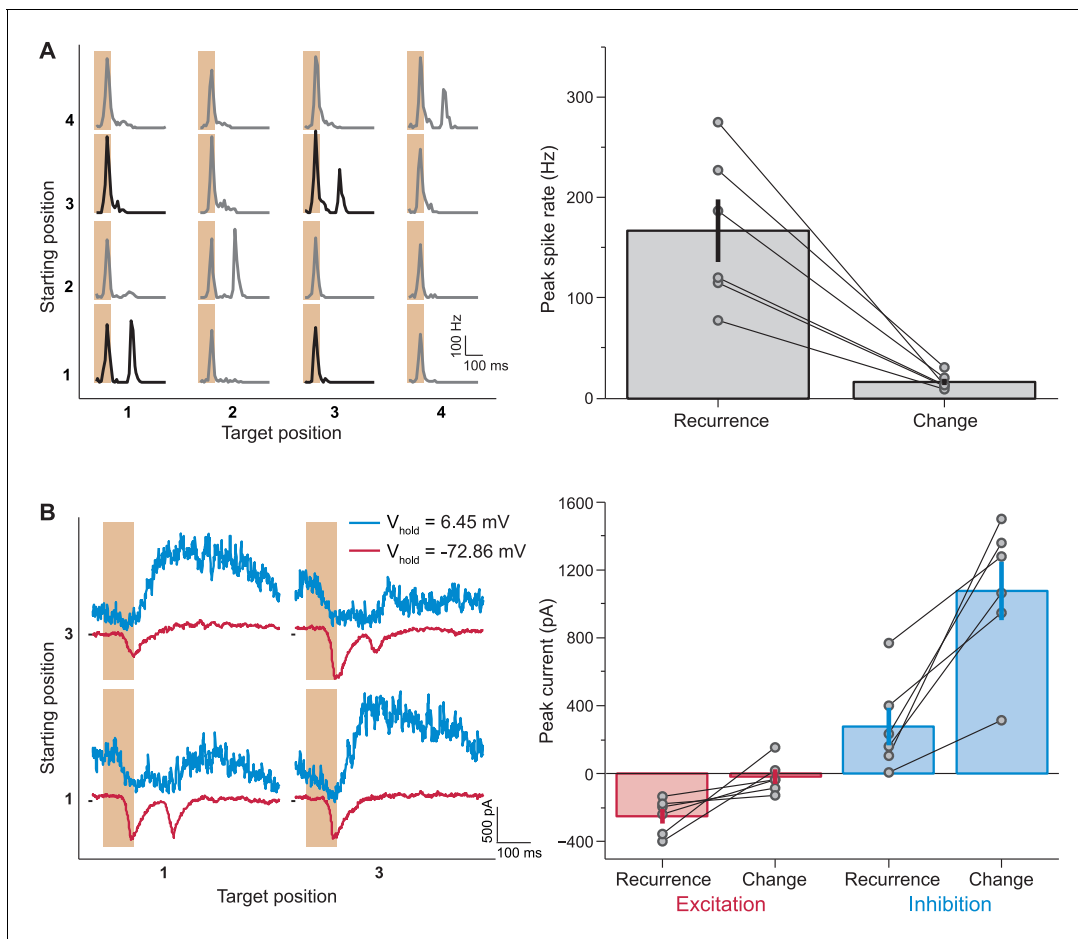 A
Starting position
4
3
2
1
100 Hz
100 ms
1 2 3 4
Target position
Peak spike rate (Hz)
300
200
100
0
Recurrence Change
B
Vhold = 6.45 mV
Vhold = -72.86 mV
Starting position
3
1
500 pA
100 ms
1 3
Target position
Peak current (pA)
1600
1200
800
400
0
−400
Recurrence Change Recurrence Change
Excitation Inhibition